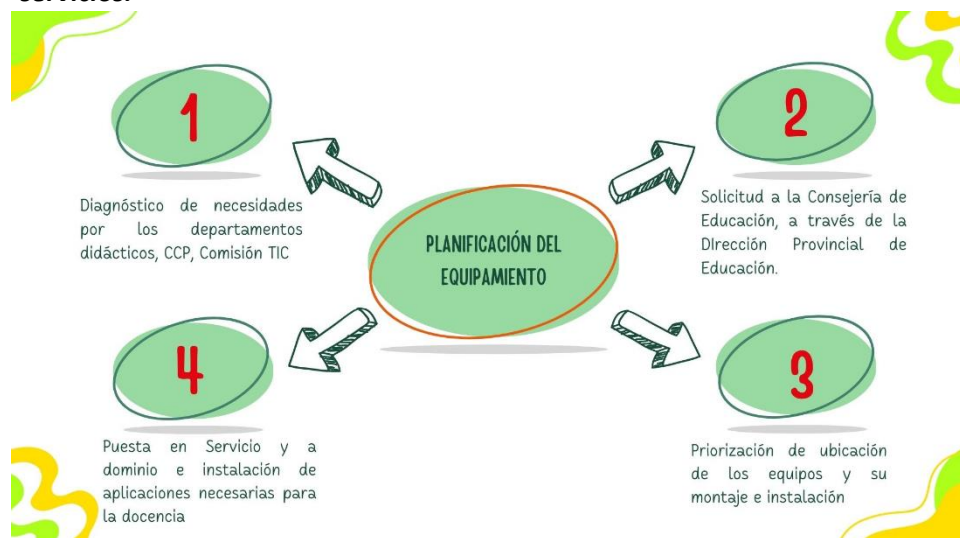 1
Diagnóstico de necesidades
por los departamentos
didácticos, CCP, Comisión TIC
2
Solicitud a la Consejería de
Educación, a través de la
DIrección Provincial de
Educación.
PLANIFICACIÓN DEL
EQUIPAMIENTO
3
Priorización de ubicación
de los equipos y su
montaje e instalación
4
Puesta en Servicio y a
dominio e instalación de
aplicaciones necesarias para
la docencia